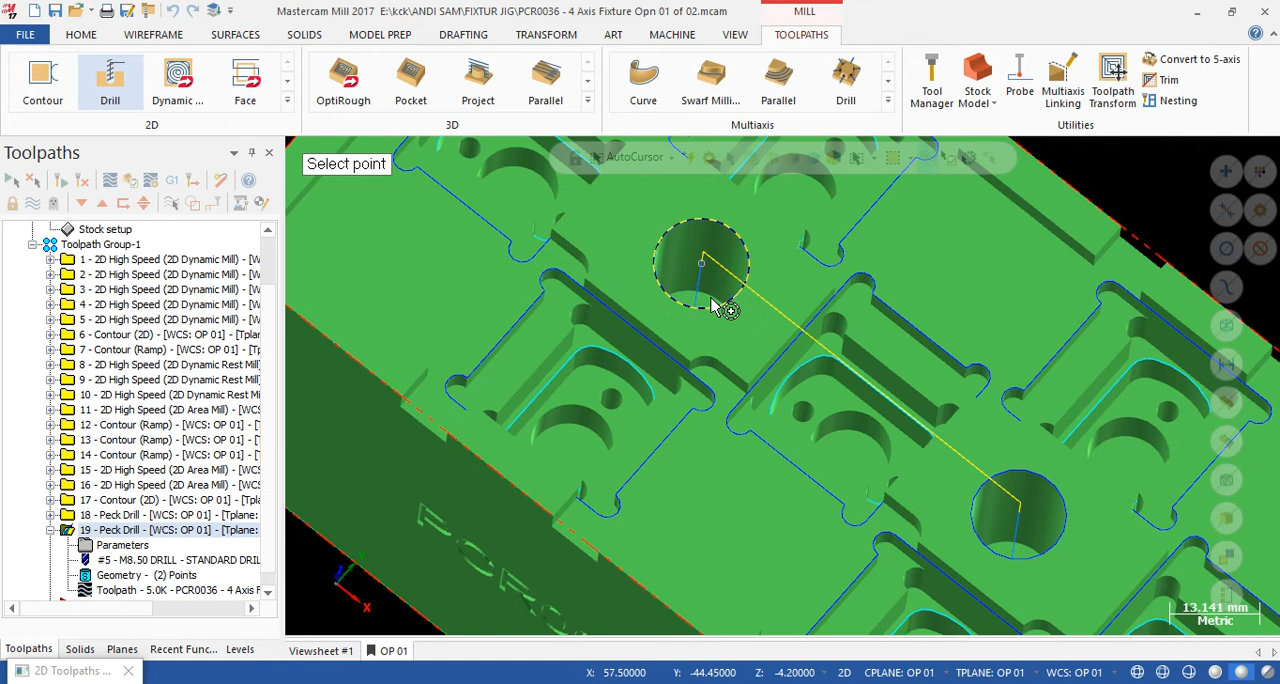 Mastercam Mill 2017 E:\kck\ANDI SAM\FIXTUR JIG\PCR0036 - 4 Axis Fixture Opn 01 of 02.mcam
MILL
FILE HOME WIREFRAME SURFACES SOLIDS MODEL PREP DRAFTING TRANSFORM ART MACHINE VIEW TOOLPATHS
Contour Drill Dynamic ... Face OptiRough Pocket Project Parallel Curve Swarf Milli... Parallel Drill Tool Manager Stock Model Probe Multiaxis Linking Toolpath Transform Convert to 5-axis Trim Nesting
2D 3D Multiaxis Utilities
Toolpaths
Select point
AutoCursor
G1
Stock setup
Toolpath Group-1
1 - 2D High Speed (2D Dynamic Mill) - [W
2 - 2D High Speed (2D Dynamic Mill) - [W
3 - 2D High Speed (2D Dynamic Mill) - [W
4 - 2D High Speed (2D Dynamic Mill) - [W
5 - 2D High Speed (2D Dynamic Mill) - [W
6 - Contour (2D) - [WCS: OP 01] - [Tplane:
7 - Contour (Ramp) - [WCS: OP 01] - [Tpla
8 - 2D High Speed (2D Dynamic Rest Mill)
9 - 2D High Speed (2D Dynamic Rest Mill)
10 - 2D High Speed (2D Dynamic Rest Mil
11 - 2D High Speed (2D Area Mill) - [WCS
12 - Contour (Ramp) - [WCS: OP 01] - [Tp
13 - Contour (Ramp) - [WCS: OP 01] - [Tp
14 - Contour (Ramp) - [WCS: OP 01] - [Tp
15 - 2D High Speed (2D Area Mill) - [WCS
16 - 2D High Speed (2D Area Mill) - [WCS
17 - Contour (2D) - [WCS: OP 01] - [Tpla
18 - Peck Drill - [WCS: OP 01] - [Tplane:
19 - Peck Drill - [WCS: OP 01] - [Tplane:
Parameters
#5 - M8.50 DRILL - STANDARD DRIL
Geometry - (2) Points
Toolpath - 5.0K - PCR0036 - 4 Axis F
X
13.141 mm
Metric
Toolpaths Solids Planes Recent Func... Levels Viewsheet #1 OP 01
2D Toolpaths ... X: 57.50000 Y: -44.45000 Z: -4.20000 2D CPLANE: OP 01 TPLANE: OP 01 WCS: OP 01